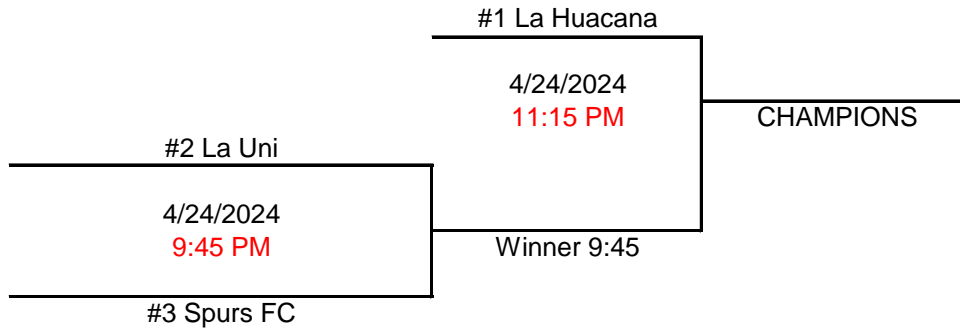 #1 La Huacana
4/24/2024
11:15 PM
CHAMPIONS
#2 La Uni
4/24/2024
9:45 PM
Winner 9:45
#3 Spurs FC